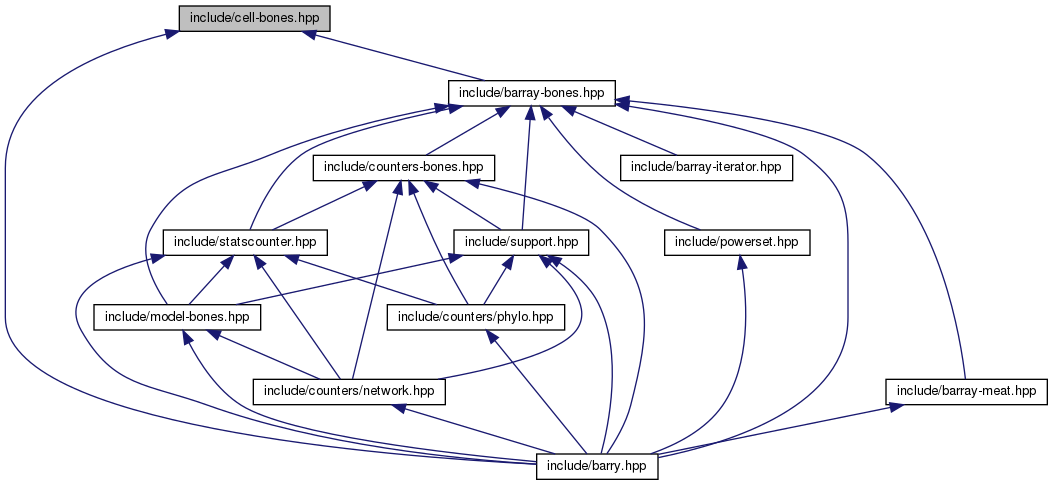 include/cell-bones.hpp
include/barray-bones.hpp
include/counters-bones.hpp
include/barray-iterator.hpp
include/statscounter.hpp
include/support.hpp
include/powerset.hpp
include/model-bones.hpp
include/counters/phylo.hpp
include/counters/network.hpp
include/barray-meat.hpp
include/barry.hpp